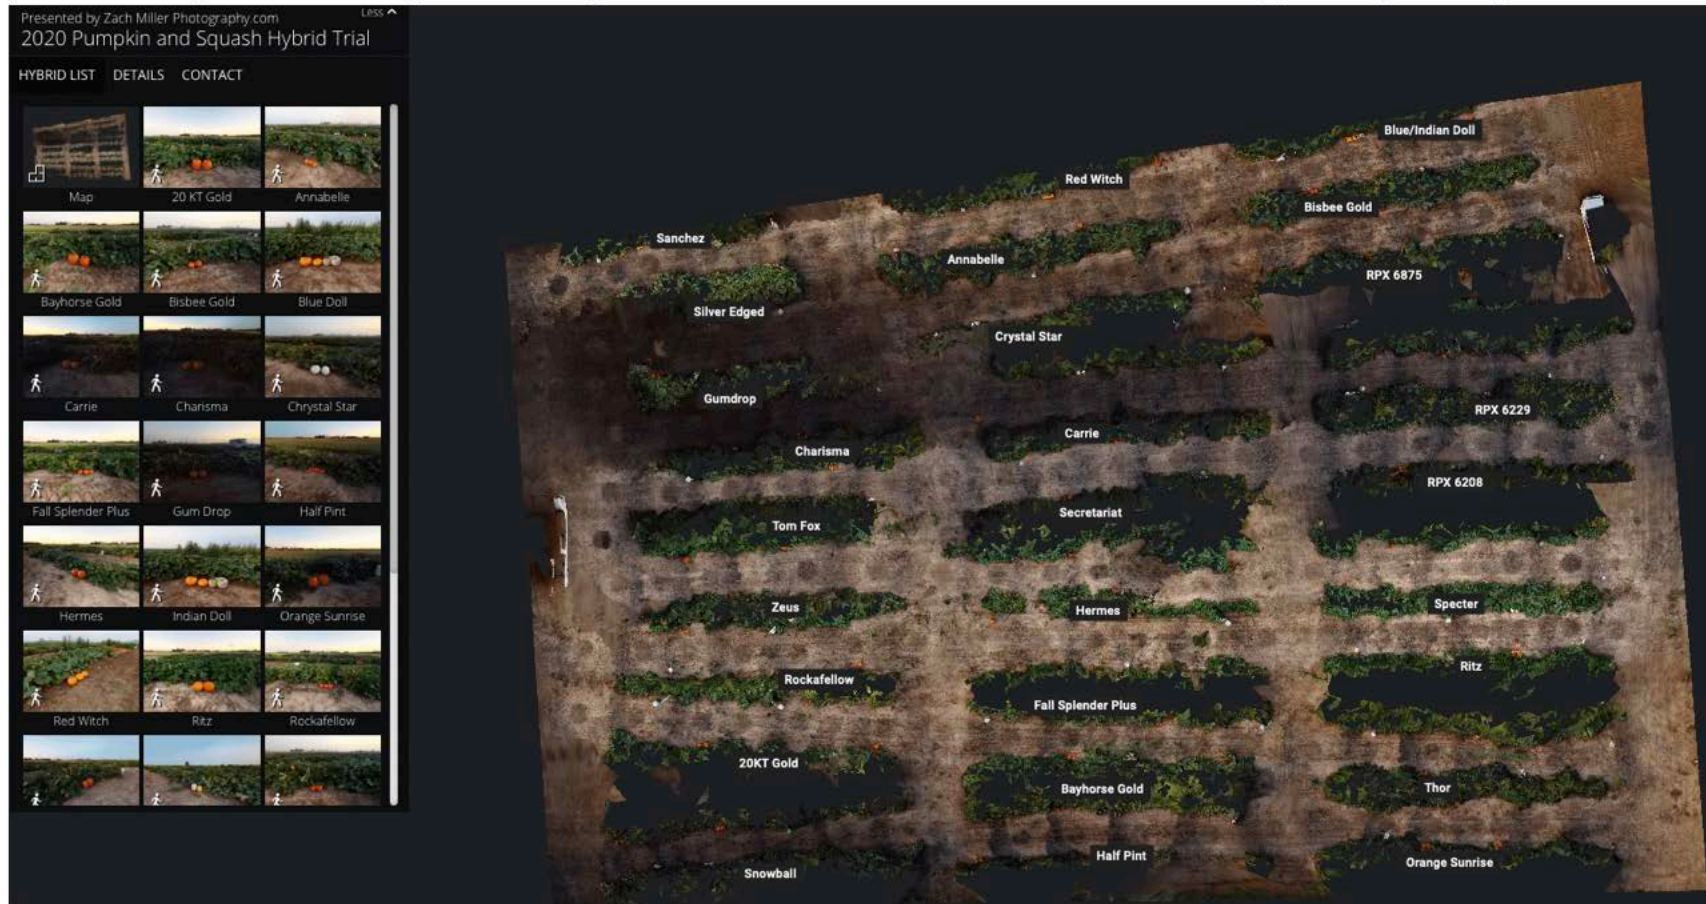 Presented by Zach Miller Photography.com
Less
2020 Pumpkin and Squash Hybrid Trial
HYBRID LIST DETAILS CONTACT
Map 20 KT Gold Annabelle
Bayhorse Gold Bisbee Gold Blue Doll
Carrie Charisma Chrystal Star
Fall Splender Plus Gum Drop Half Pint
Hermes Indian Doll Orange Sunrise
Red Witch Ritz Rockafellow
Blue/Indian Doll
Red Witch
Bisbee Gold
Sanchez
Annabelle
RPX 6875
Silver Edged
Crystal Star
Gumdrop
RPX 6229
Carrie
Charisma
RPX 6208
Secretariat
Tom Fox
Zeus
Hermes
Specter
Ritz
Rockafellow
Fall Splender Plus
20KT Gold
Bayhorse Gold
Thor
Half Pint
Orange Sunrise
Snowball